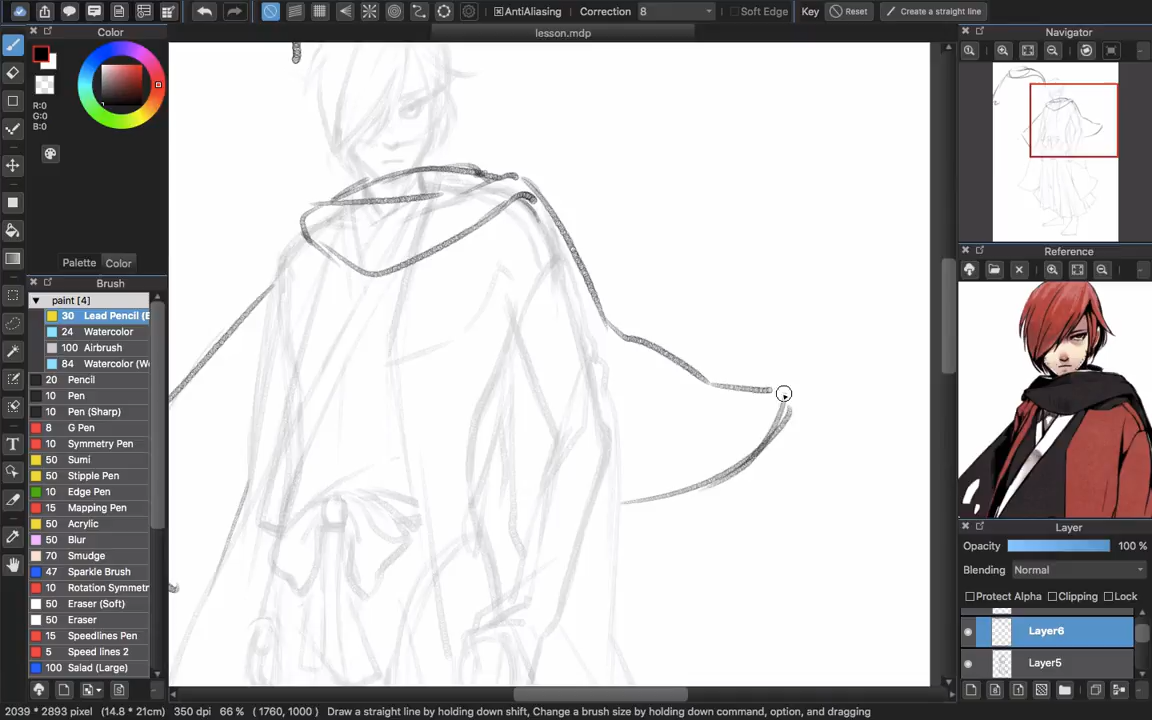 AntiAliasing Correction 8 Soft Edge Key Reset Create a straight line
lesson.mdp
Color
R:0
G:0
B:0
Palette Color
Brush
paint [4]
30 Lead Pencil (E
24 Watercolor
100 Airbrush
84 Watercolor (W
20 Pencil
10 Pen
10 Pen (Sharp)
8 G Pen
10 Symmetry Pen
50 Sumi
50 Stipple Pen
10 Edge Pen
15 Mapping Pen
50 Acrylic
50 Blur
70 Smudge
47 Sparkle Brush
10 Rotation Symmetr
50 Eraser (Soft)
50 Eraser
15 Speedlines Pen
5 Speed lines 2
100 Salad (Large)
Navigator
Reference
Layer
Opacity 100 %
Blending Normal
Protect Alpha Clipping Lock
Layer6
Layer5
2039 * 2893 pixel (14.8 * 21cm) 350 dpi 66 % ( 1760, 1000 ) Draw a straight line by holding down shift, Change a brush size by holding down command, option, and dragging